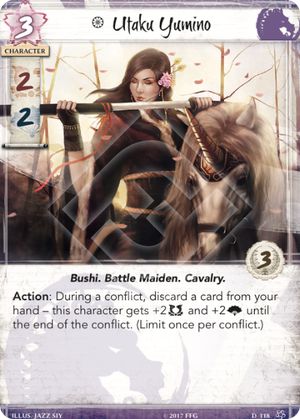 Utaku Yumino
3
CHARACTER
2
2
3
Bushi. Battle Maiden. Cavalry.
Action: During a conflict, discard a card from your
hand – this character gets +2 and +2 until
the end of the conflict. (Limit once per conflict.)
ILLUS. JAZZ SIY © 2017 FFG D 118